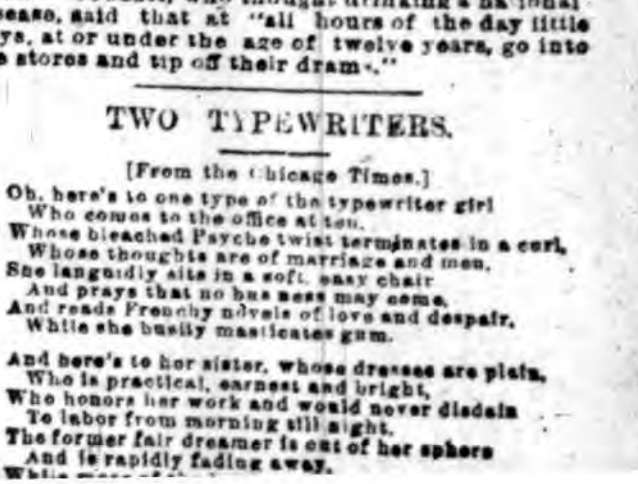 said that at "all hours of the day little
at or under the age of twelve years, go into
stores and tip off their dram."
TWO TYPEWRITERS.
[From the Chicago Times.]
Oh, here's to one type of the typewriter girl
Who comes to the office at ten.
Whose bleached Psyche twist terminates in a curl,
Whose thoughts are of marriage and men.
She languidly sits in a soft, easy chair
And prays that no business may come,
And reads Frenchy novels of love and despair,
While she busily masticates gum.
And here's to her sister, whose dresses are plain,
Who is practical, earnest and bright,
Who honors her work and would never disdain
To labor from morning till night.
The former fair dreamer is out of her sphere
And is rapidly fading away,